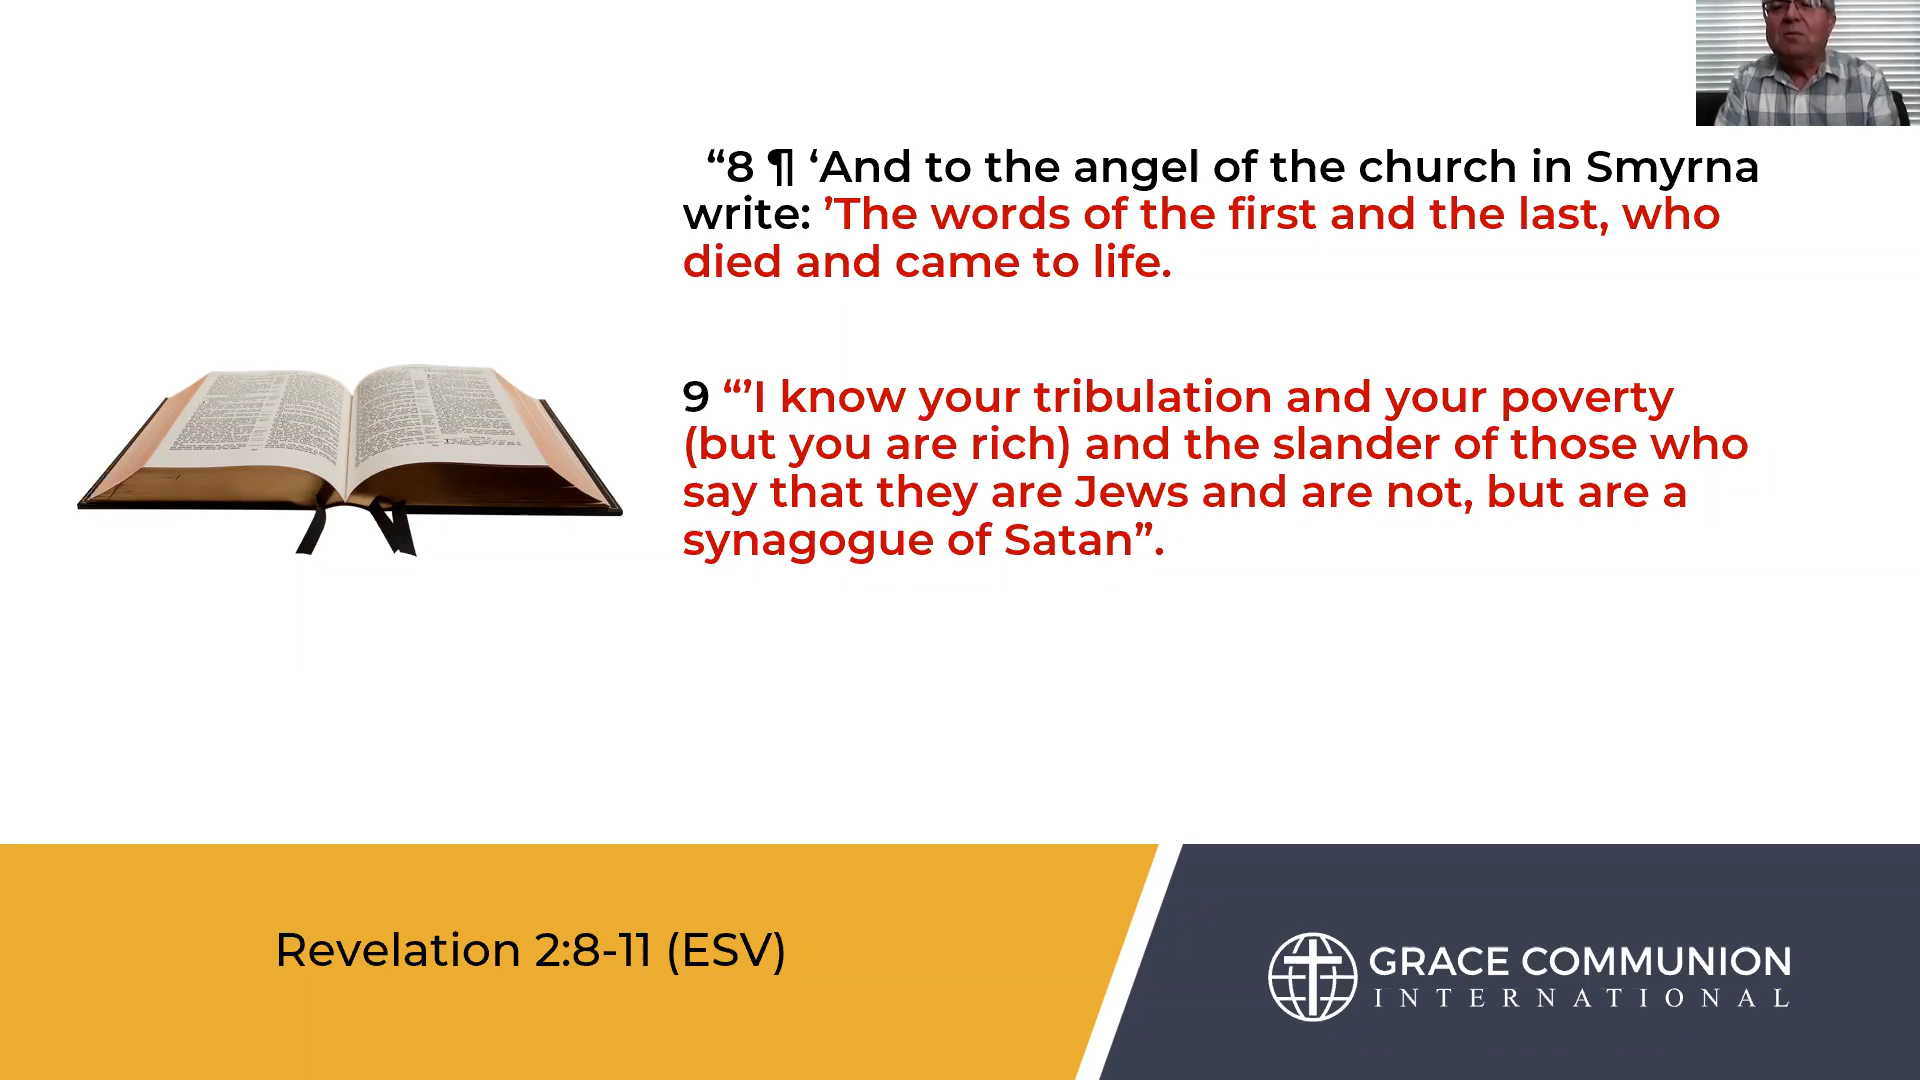 “8 ¶ ‘And to the angel of the church in Smyrna
write: ’The words of the first and the last, who
died and came to life.
9 “’I know your tribulation and your poverty
(but you are rich) and the slander of those who
say that they are Jews and are not, but are a
synagogue of Satan”.
Revelation 2:8-11 (ESV)
GRACE COMMUNION
INTERNATIONAL